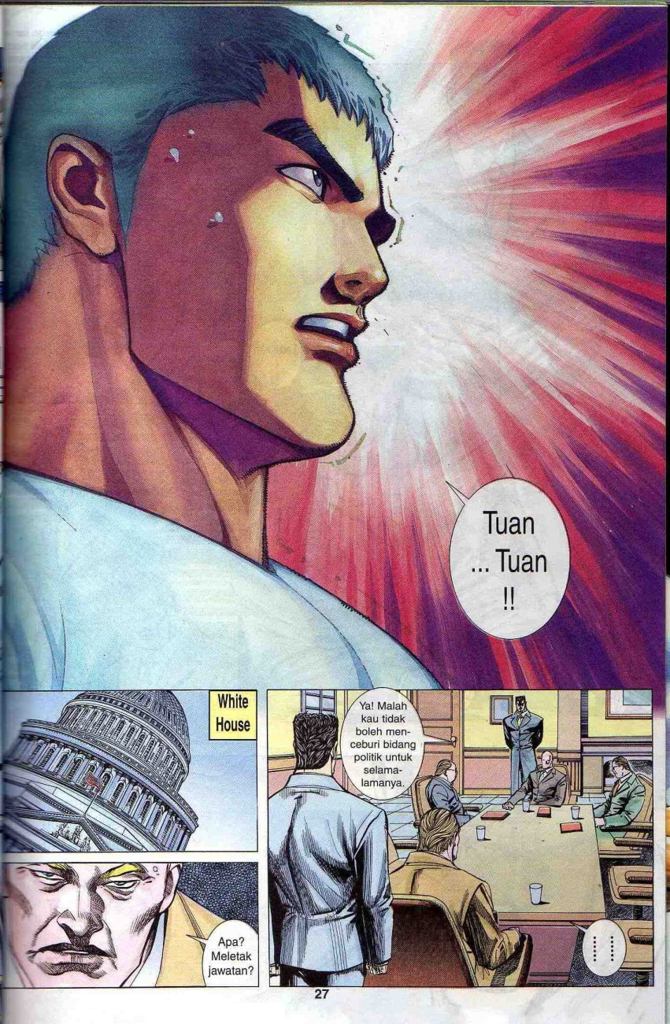 Tuan
... Tuan
!!
White
House
Apa?
Meletak
jawatan?
Ya! Malah
kau tidak
boleh men-
ceburi bidang
politik untuk
selama-
lamanya.
......
27